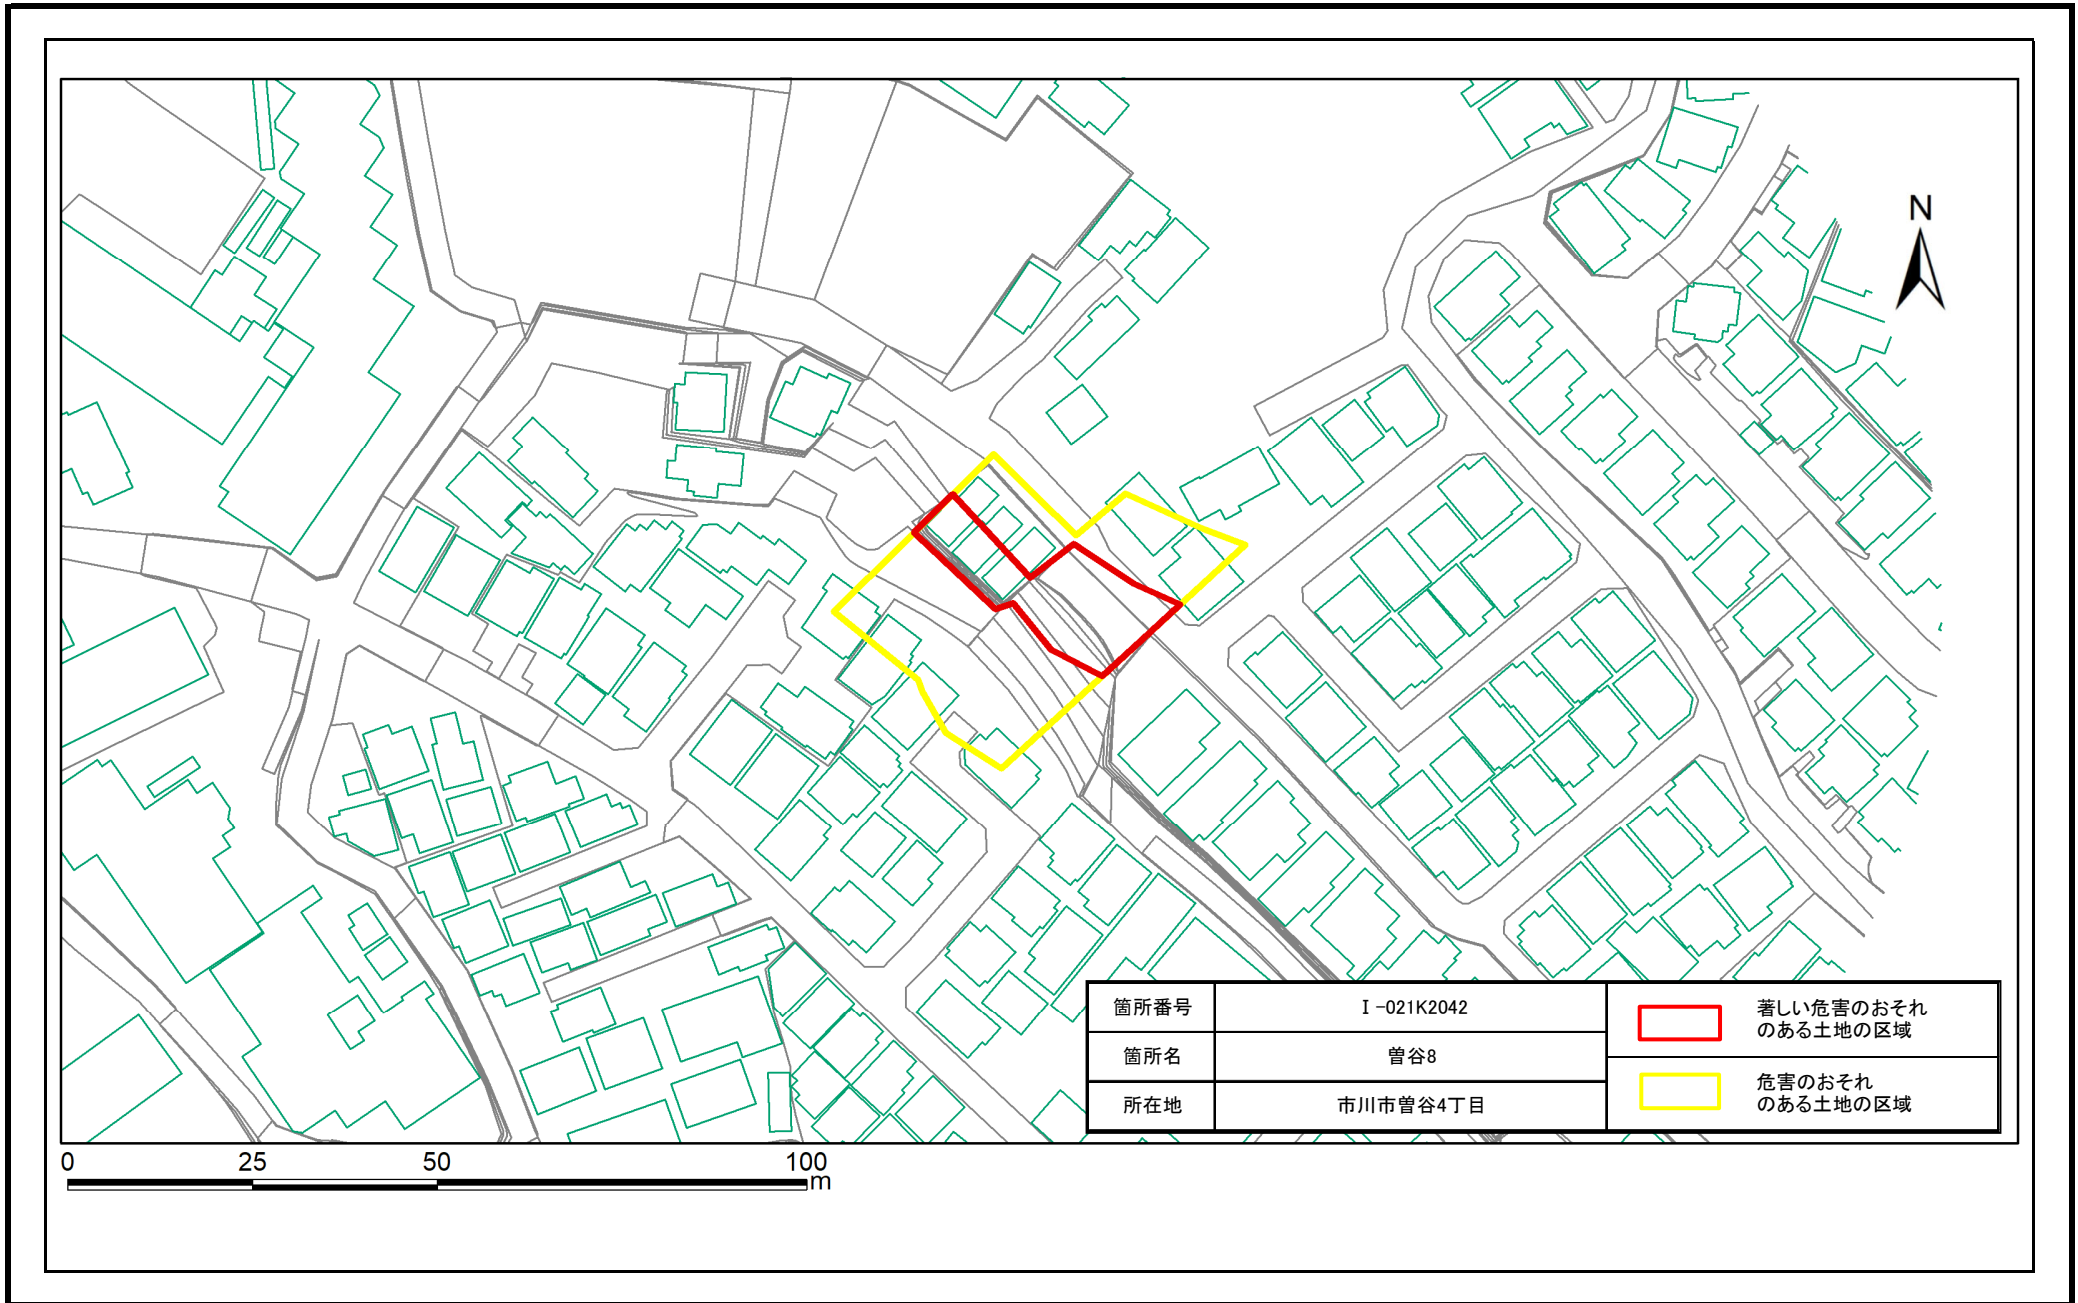 N
箇所番号
Ⅰ-021K2042
著しい危害のおそれ
のある土地の区域
箇所名
曽谷8
危害のおそれ
のある土地の区域
所在地
市川市曽谷4丁目
0 25 50 100
m